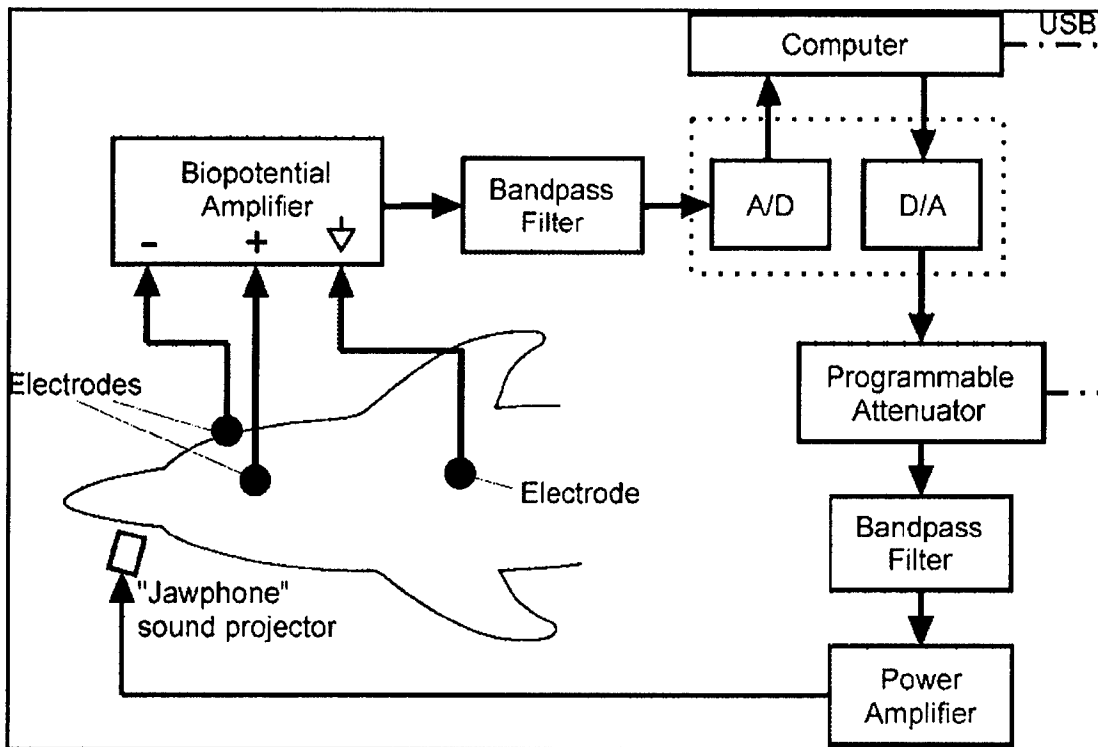 USB
Computer
Biopotential
Amplifier
- +
Bandpass
Filter
A/D
D/A
Programmable
Attenuator
Electrodes
Electrode
Bandpass
Filter
"Jawphone"
sound projector
Power
Amplifier